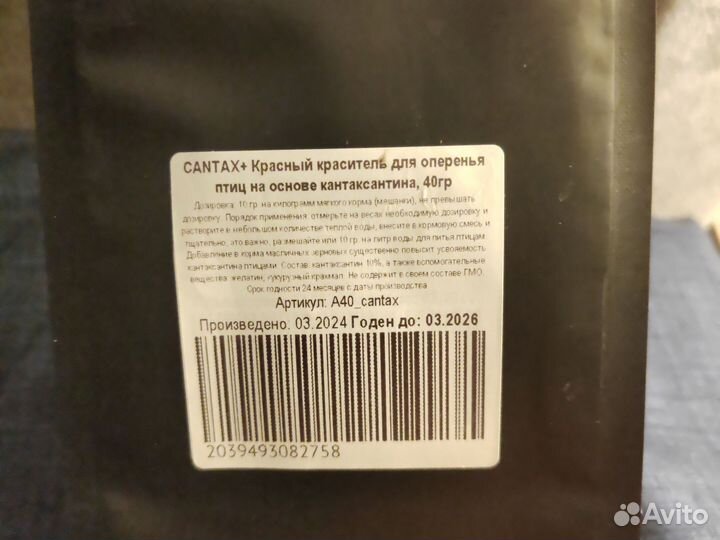 CANTAX+ Красный краситель для оперенья
птиц на основе кантаксантина, 40гр
Дозировка: 10 гр. на килограмм мягкого корма (мешанки), не превышать
дозировку. Порядок применения: отмерьте на весах необходимую дозировку и
растворите в небольшом количестве теплой воды, внесите в кормовую смесь и
тщательно, это важно, размешайте или 10 гр. на литр воды для питья птицам.
Добавление в корма масличных зерновых существенно повысит усвояемость
кантаксантина птицами. Состав: кантаксантин 10%, а также вспомогательные
вещества: желатин, кукурузный крахмал. Не содержит в своем составе ГМО.
Срок годности 24 месяцев с даты производства
Артикул: A40_cantax
Произведено: 03.2024 Годен до: 03.2026
2039493082758
Avito